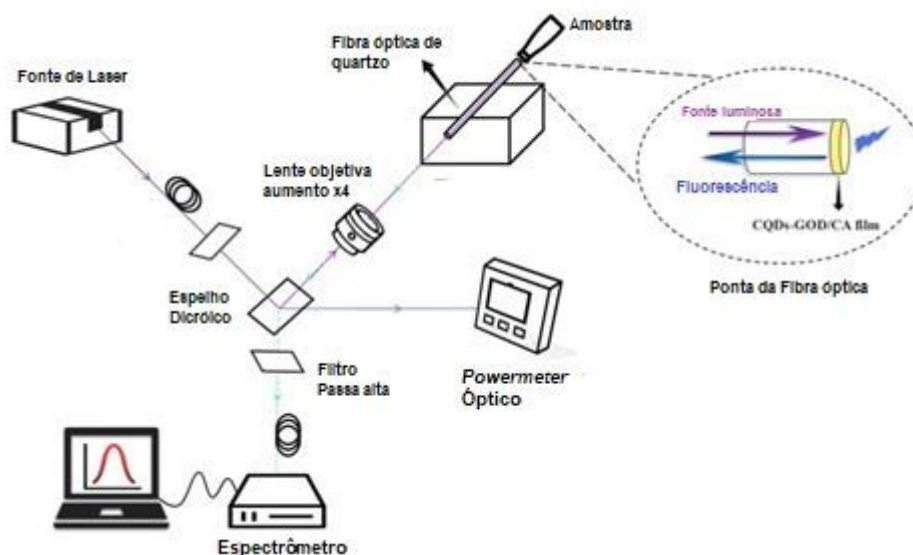 Fonte de Laser
Fibra óptica de
quartzo
Amostra
Lente objetiva
aumento x4
Fonte luminosa
Fluorescência
CQDs-GOD/CA film
Ponta da Fibra óptica
Espelho
Dicróico
Filtro
Passa alta
Powermeter
Óptico
Espectrômetro